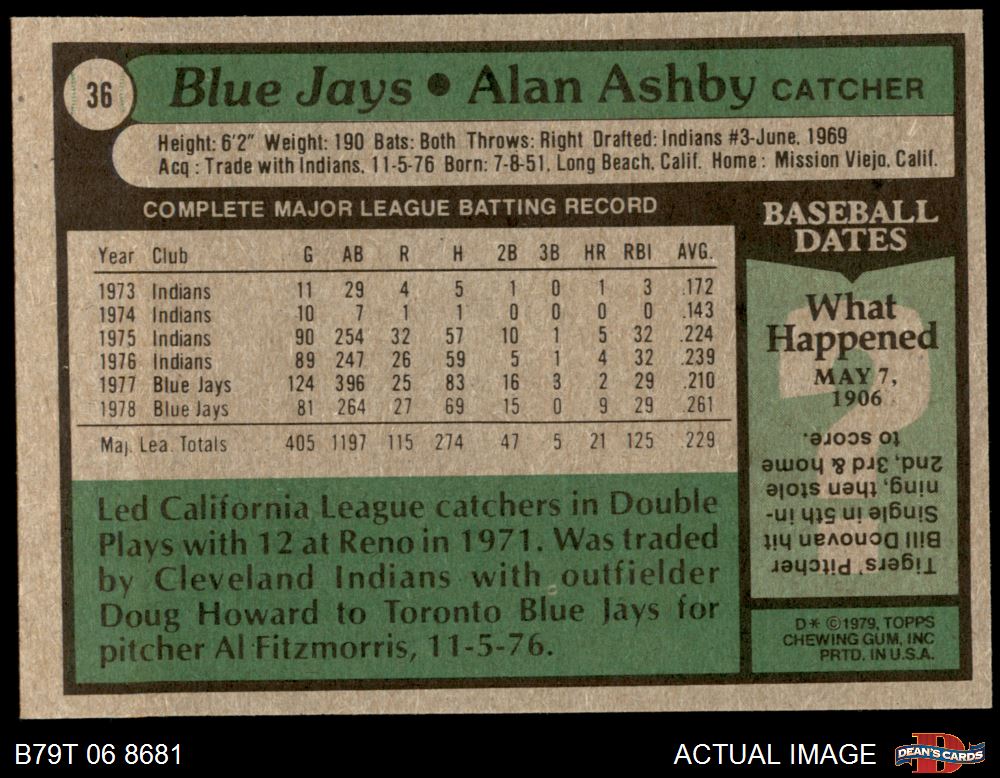 36
Blue Jays • Alan Ashby CATCHER
Height: 6'2" Weight: 190 Bats: Both Throws: Right Drafted: Indians #3-June, 1969
Acq : Trade with Indians, 11-5-76 Born: 7-8-51, Long Beach, Calif. Home : Mission Viejo, Calif.
COMPLETE MAJOR LEAGUE BATTING RECORD
Year Club G AB R H 2B 3B HR RBI AVG.
1973 Indians 11 29 4 5 1 0 1 3 .172
1974 Indians 10 7 1 1 0 0 0 0 .143
1975 Indians 90 254 32 57 10 1 5 32 .224
1976 Indians 89 247 26 59 5 1 4 32 .239
1977 Blue Jays 124 396 25 83 16 3 2 29 .210
1978 Blue Jays 81 264 27 69 15 0 9 29 .261
Maj. Lea. Totals 405 1197 115 274 47 5 21 125 .229
Led California League catchers in Double
Plays with 12 at Reno in 1971. Was traded
by Cleveland Indians with outfielder
Doug Howard to Toronto Blue Jays for
pitcher Al Fitzmorris, 11-5-76.
BASEBALL
DATES
What
Happened
MAY 7,
1906
Tigers' Pitcher
Bill Donovan hit
Single in 5th in-
ning, then stole
2nd, 3rd & home
to score.
D* ©1979, TOPPS
CHEWING GUM, INC
PRTD. IN U.S.A.
B79T 06 8681
ACTUAL IMAGE
DEAN'S CARDS